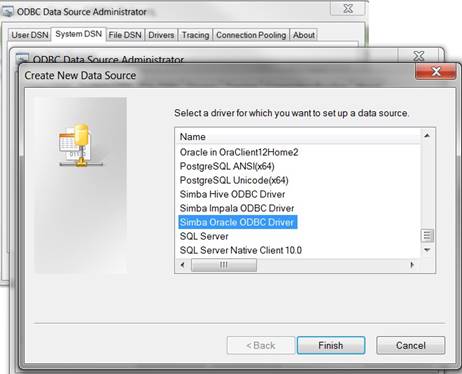 ODBC Data Source Administrator
User DSN System DSN File DSN Drivers Tracing Connection Pooling About
ODBC Data Source Administrator
Create New Data Source
Select a driver for which you want to set up a data source.
Name
Oracle in OraClient12Home2
PostgreSQL ANSI(x64)
PostgreSQL Unicode(x64)
Simba Hive ODBC Driver
Simba Impala ODBC Driver
Simba Oracle ODBC Driver
SQL Server
SQL Server Native Client 10.0
< Back Finish Cancel